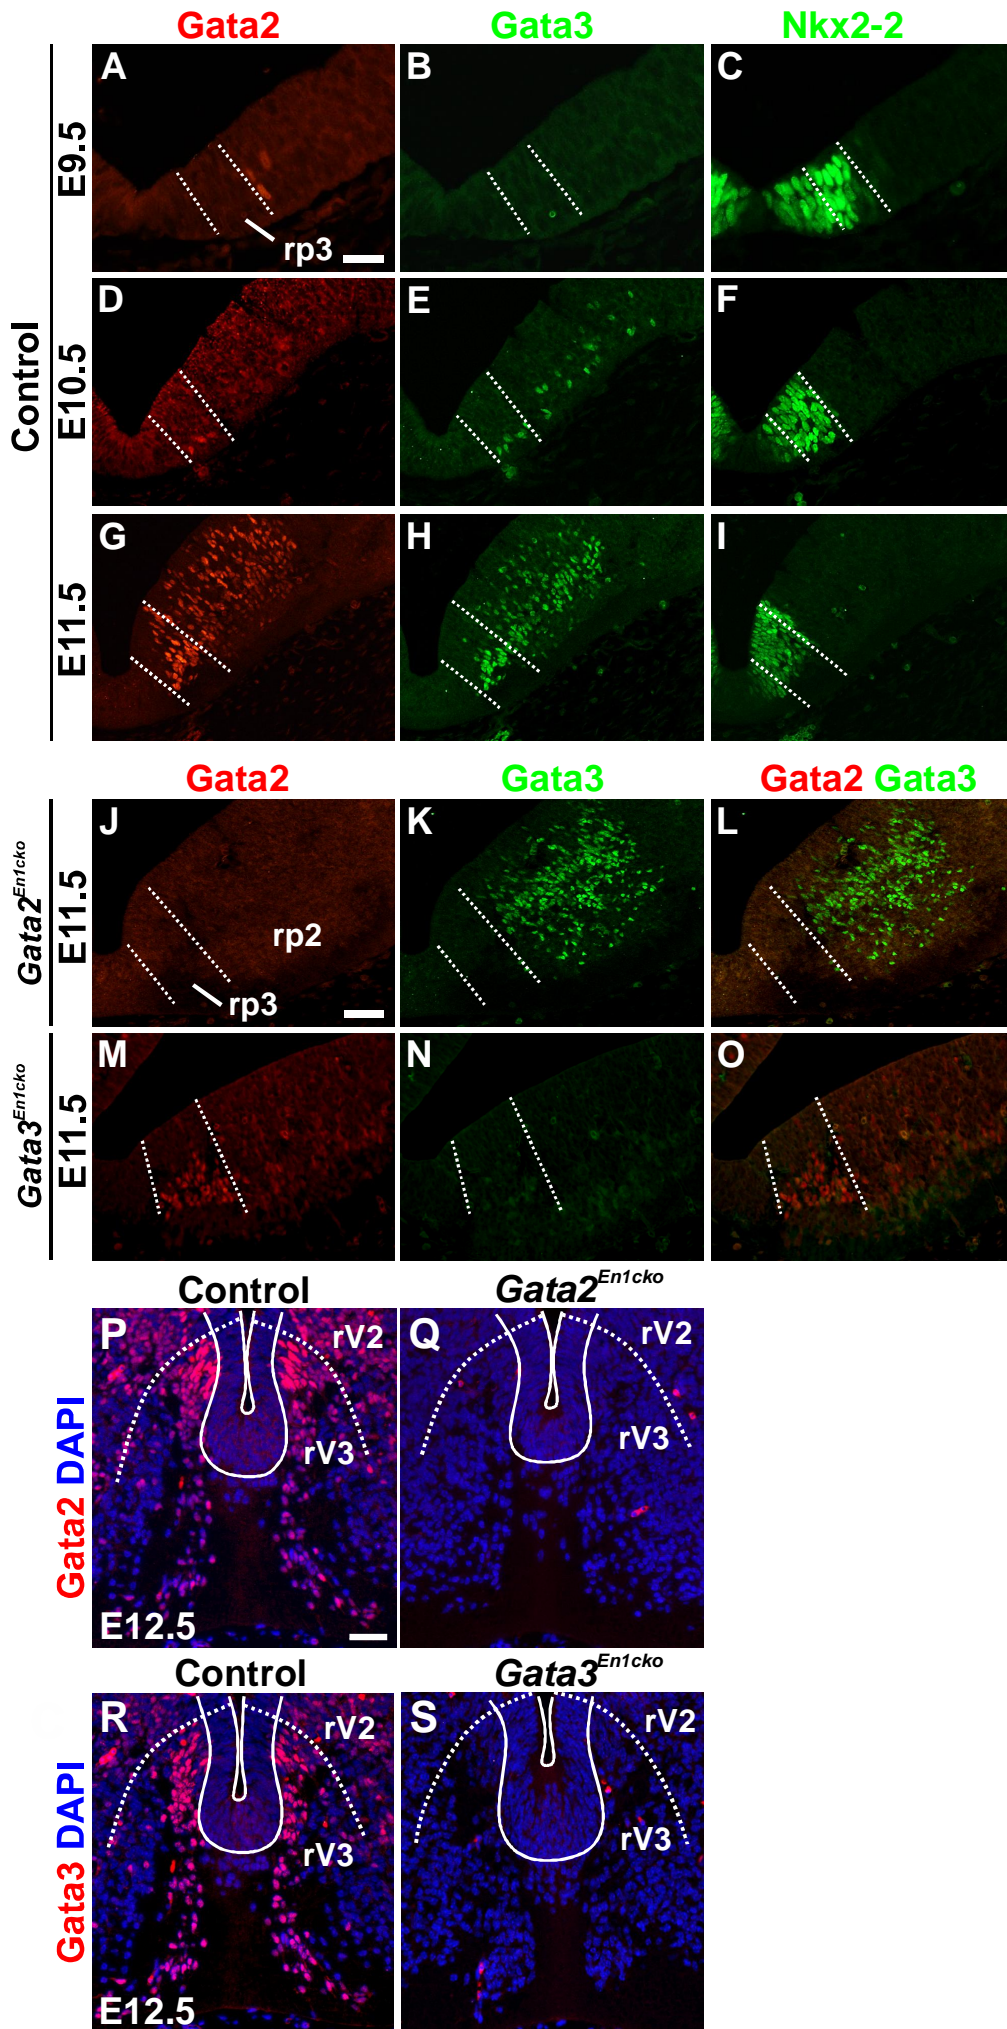 Gata2 Gata3 Nkx2-2
Control
E9.5
A B C
rp3
E10.5
D E F
E11.5
G H I
Gata2 Gata3 Gata2 Gata3
Gata2En1cko
E11.5
J K L
rp2
rp3
Gata3En1cko
E11.5
M N O
Control Gata2En1cko
Gata2 DAPI
P Q
rV2 rV2
rV3 rV3
E12.5
Control Gata3En1cko
Gata3 DAPI
R S
rV2 rV2
rV3 rV3
E12.5